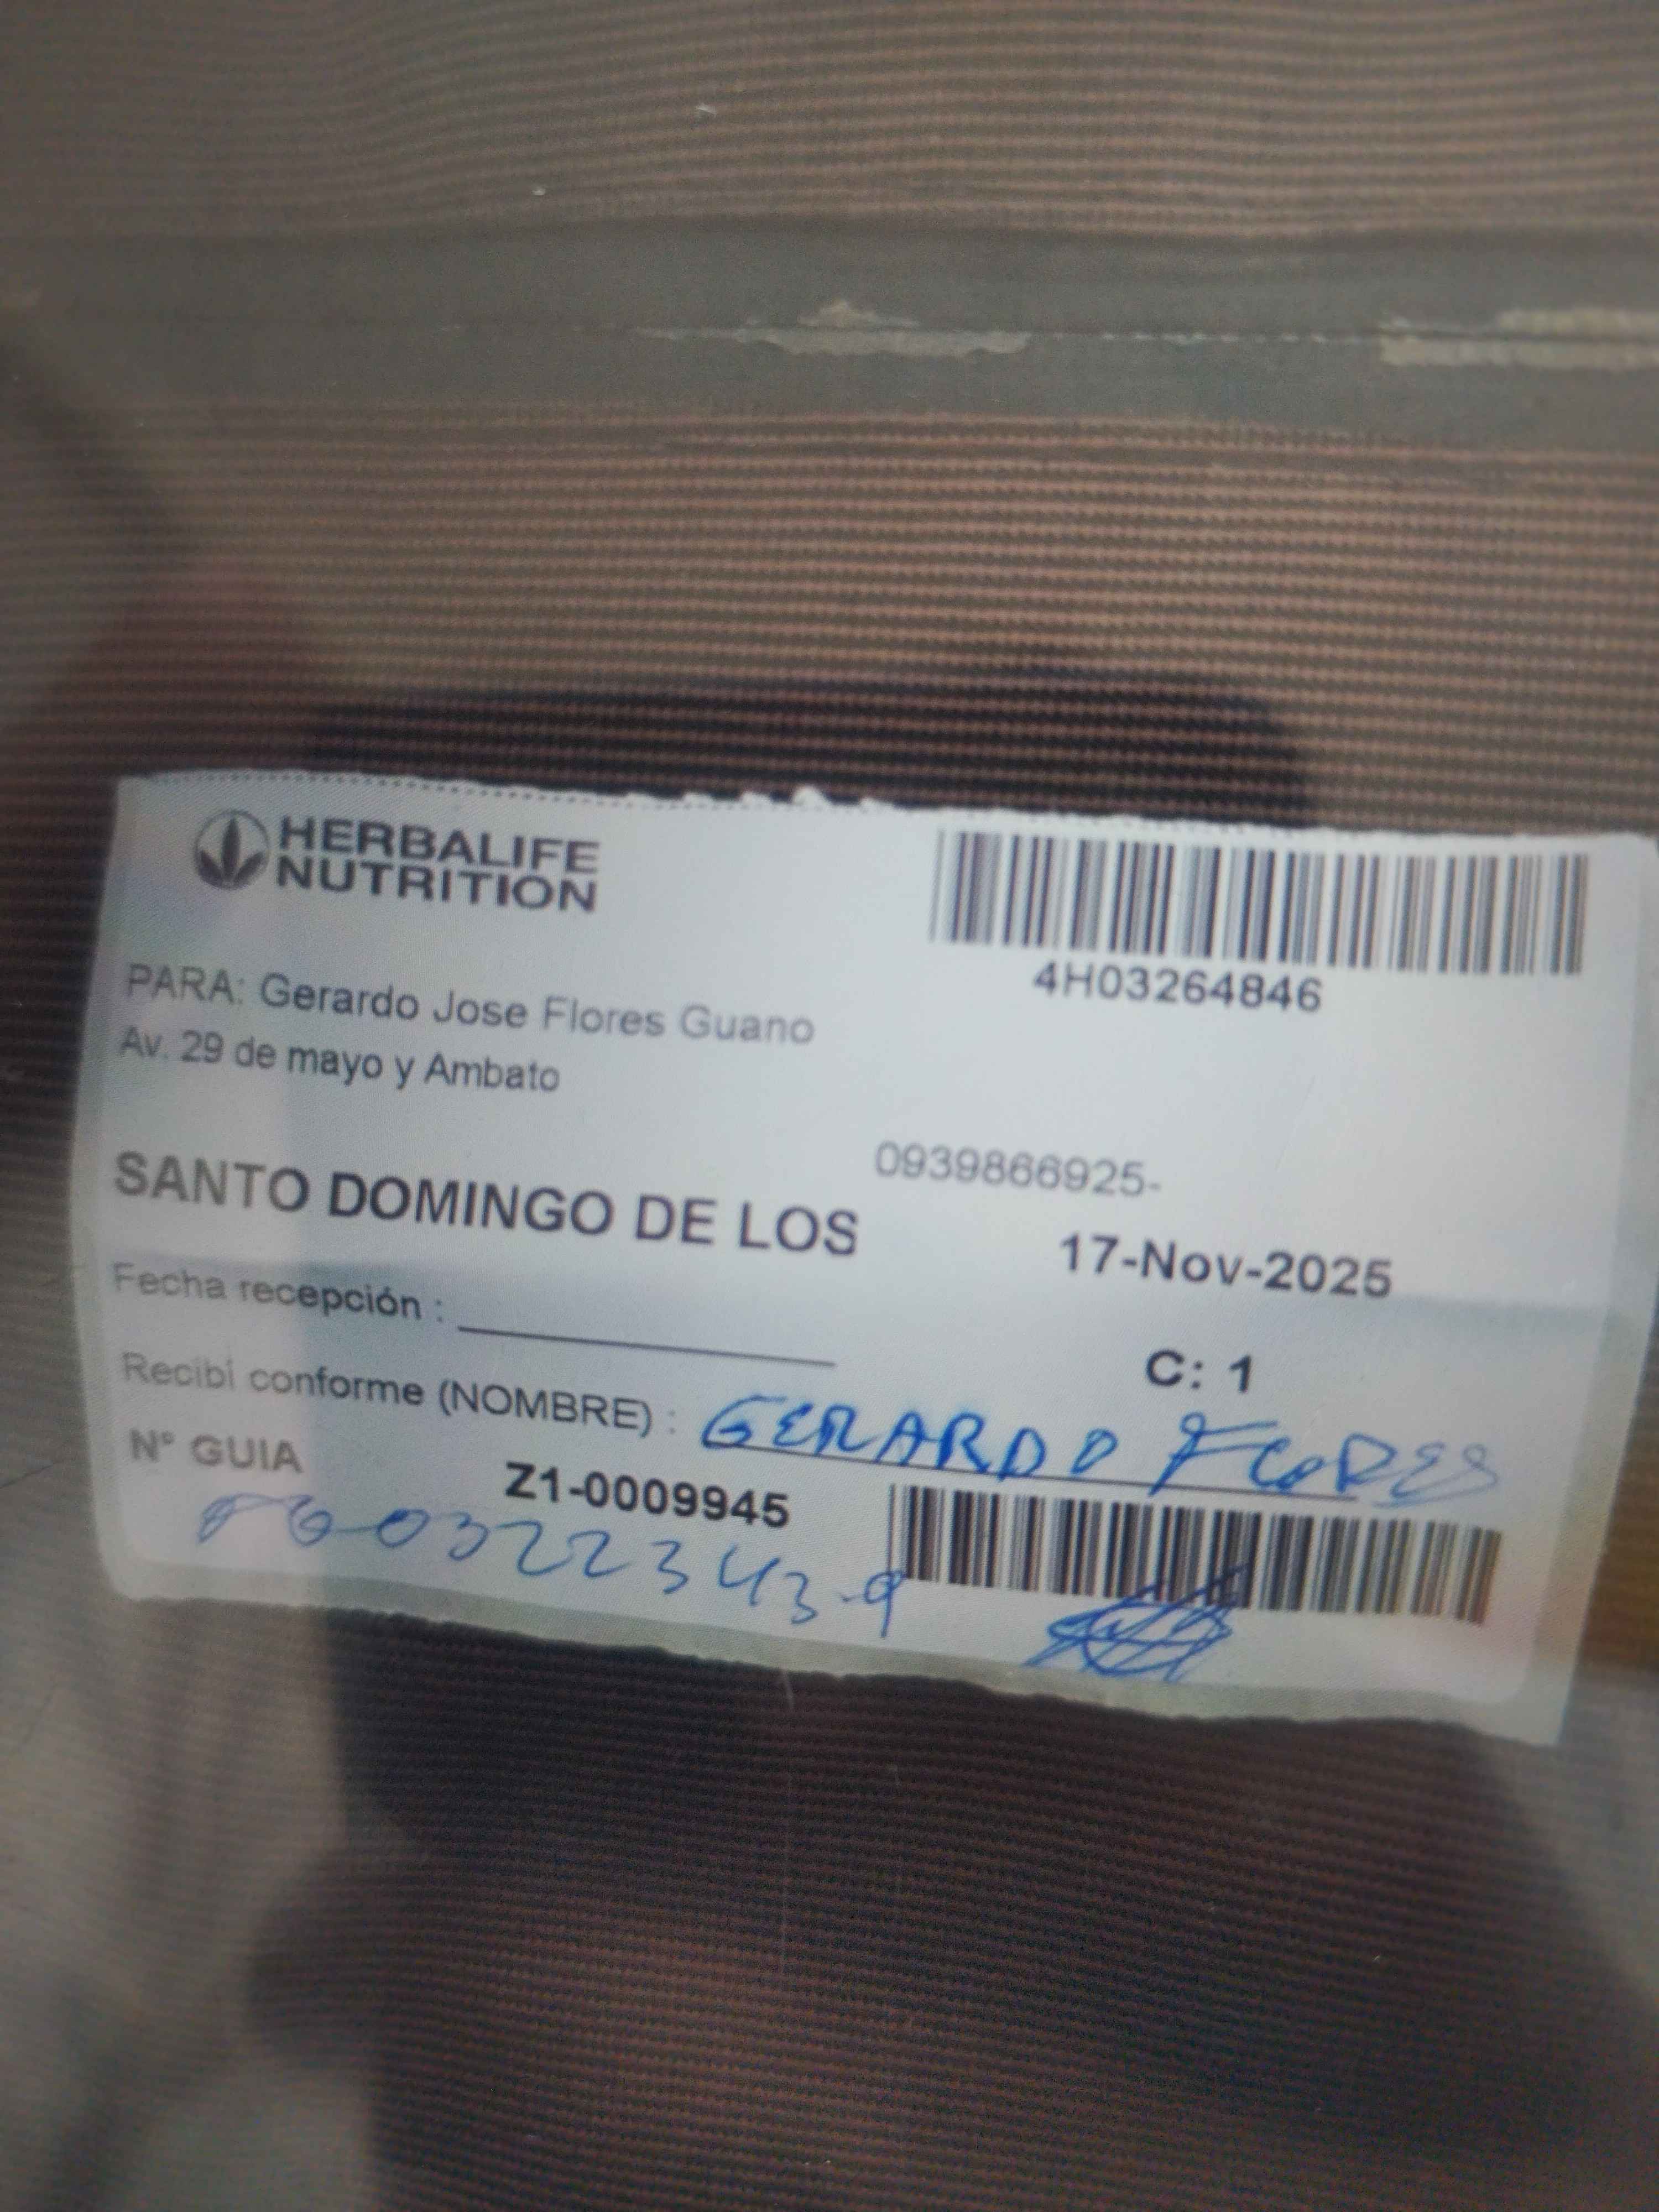 HERBALIFE
NUTRITION
4H03264846
PARA: Gerardo Jose Flores Guano
Av. 29 de mayo y Ambato
0939866925-
SANTO DOMINGO DE LOS
17-Nov-2025
Fecha recepción :
C: 1
Recibí conforme (NOMBRE) : GERARDO FLORES
N° GUIA
Z1-0009945